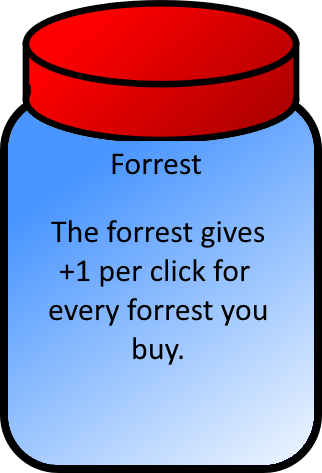 Forrest
The forrest gives
+1 per click for
every forrest you
buy.